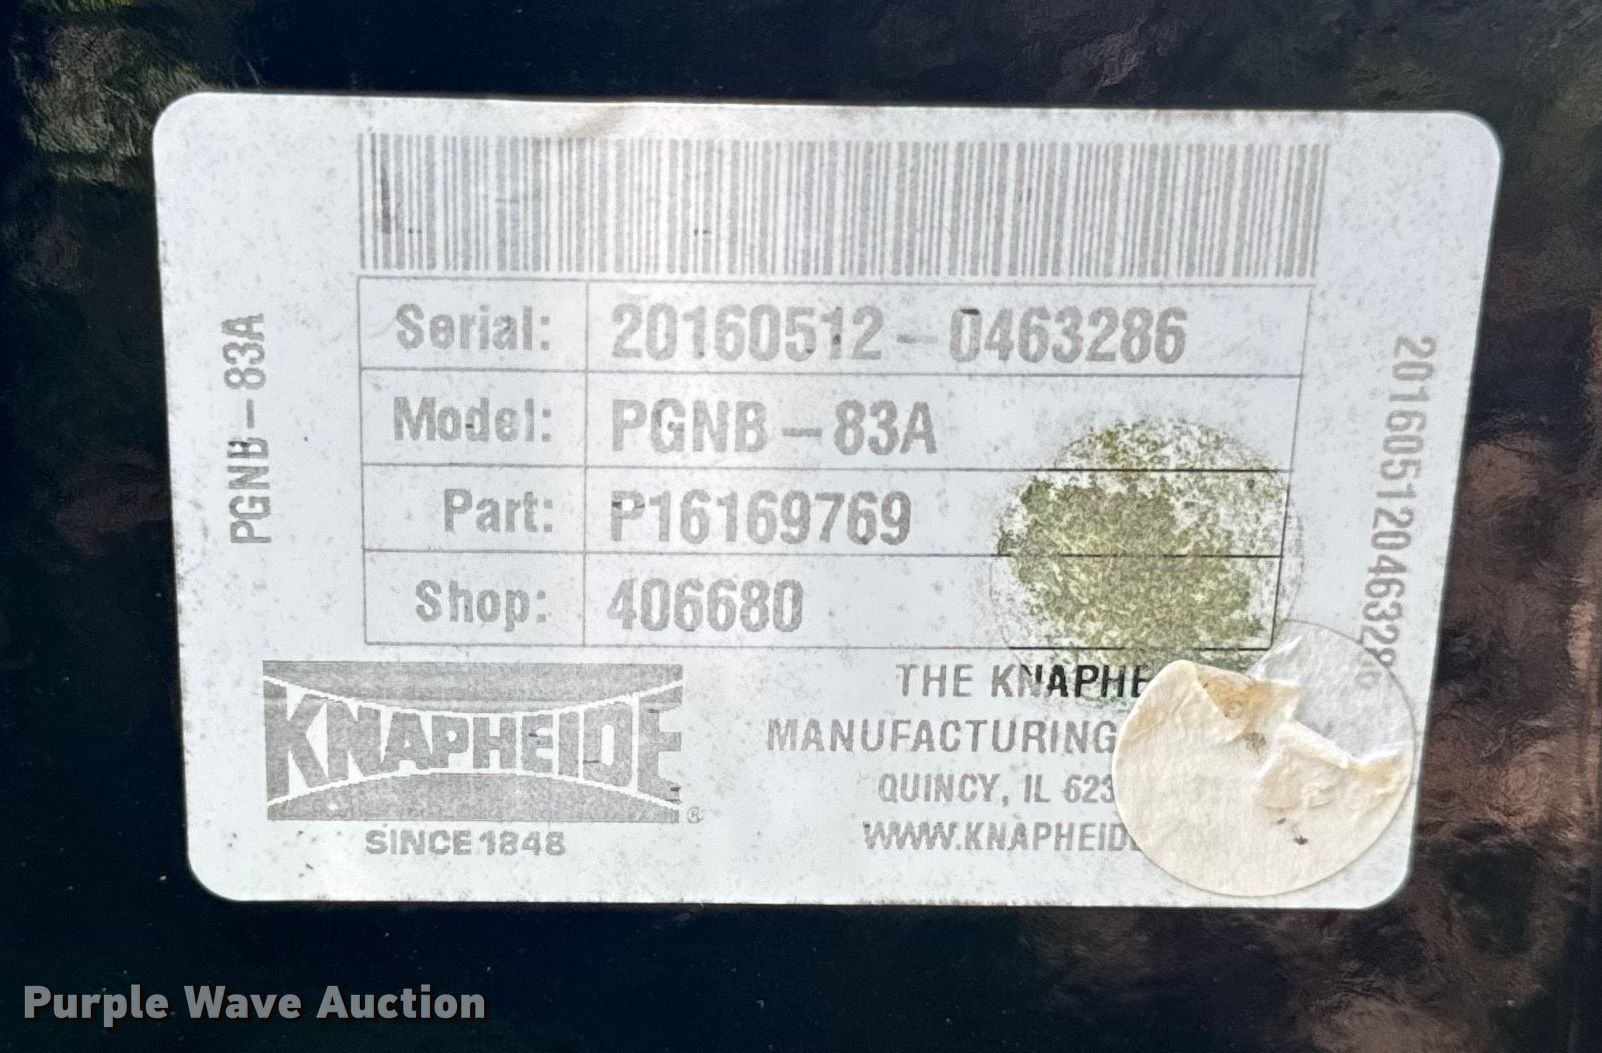 Serial: 20160512-0463286
Model: PGNB-83A
Part: P16169769
Shop: 406680
PGNB-83A
201605120463286
KNAPHEIDE®
SINCE 1848
THE KNAPHE
MANUFACTURING
QUINCY, IL 623
WWW.KNAPHEID
Purple Wave Auction